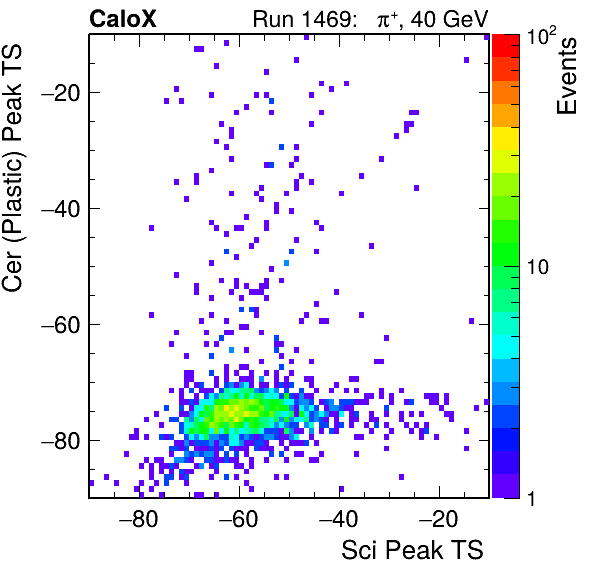 CaloX Run 1469: π⁺, 40 GeV
Cer (Plastic) Peak TS
−20
−40
−60
−80
−80 −60 −40 −20
Sci Peak TS
10²
10
1
Events